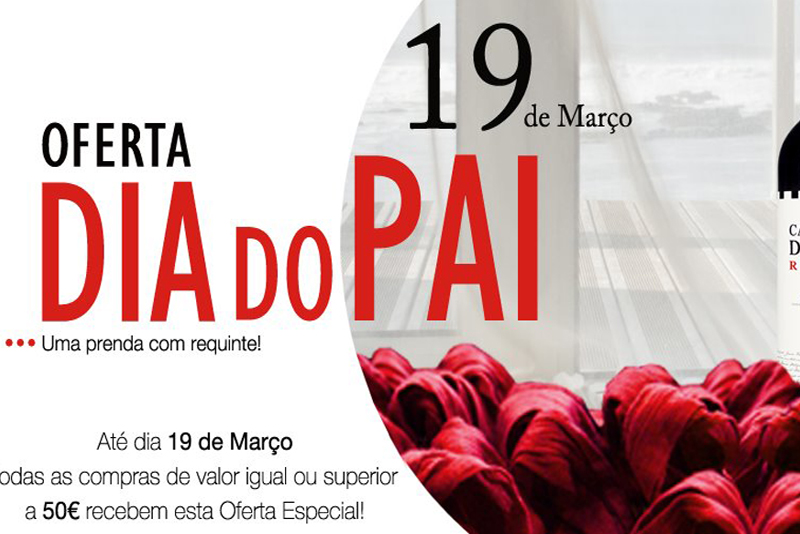 19
de Março
OFERTA
DIA DO PAI
Uma prenda com requinte!
Até dia 19 de Março
odas as compras de valor igual ou superior
a 50€ recebem esta Oferta Especial!
CA
D
R